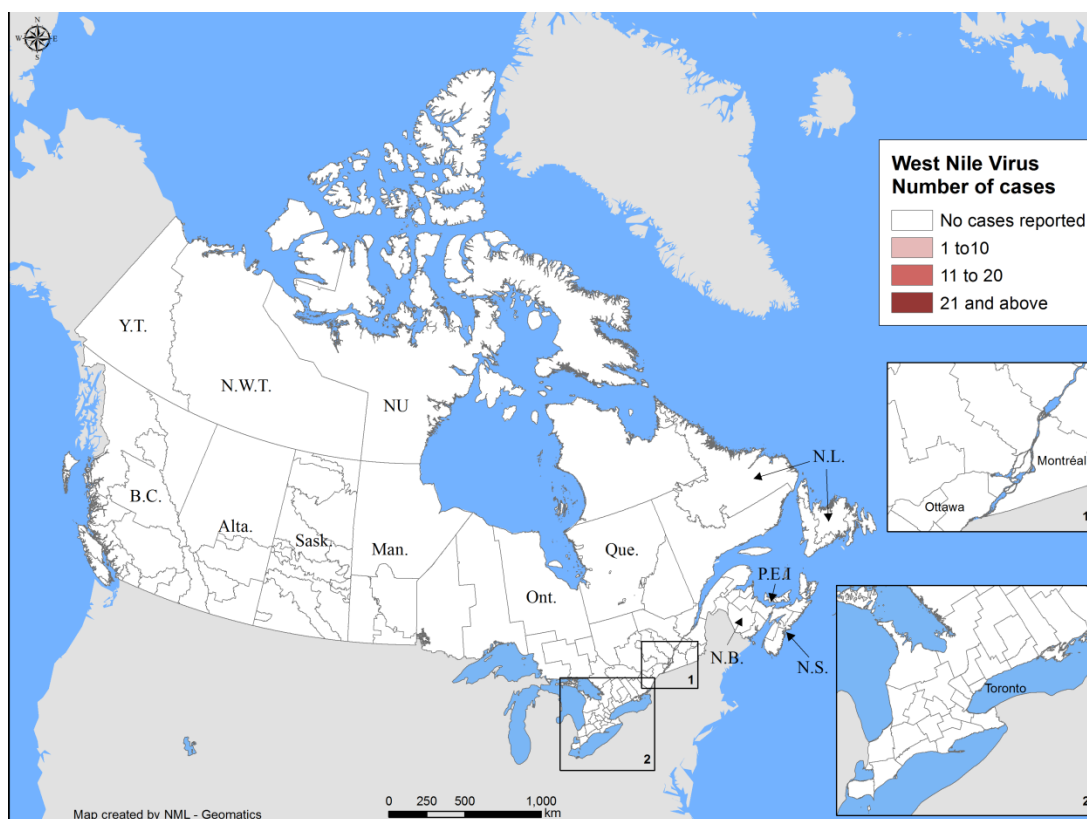 N
W E
S
West Nile Virus
Number of cases
No cases reported
1 to10
11 to 20
21 and above
Y.T.
N.W.T.
NU
B.C.
Alta.
Sask.
Man.
Ont.
Que.
N.L.
P.E.I
N.B.
N.S.
1
2
Montréal
Ottawa
1
Toronto
2
0 250 500 1,000
km
Map created by NML - Geomatics